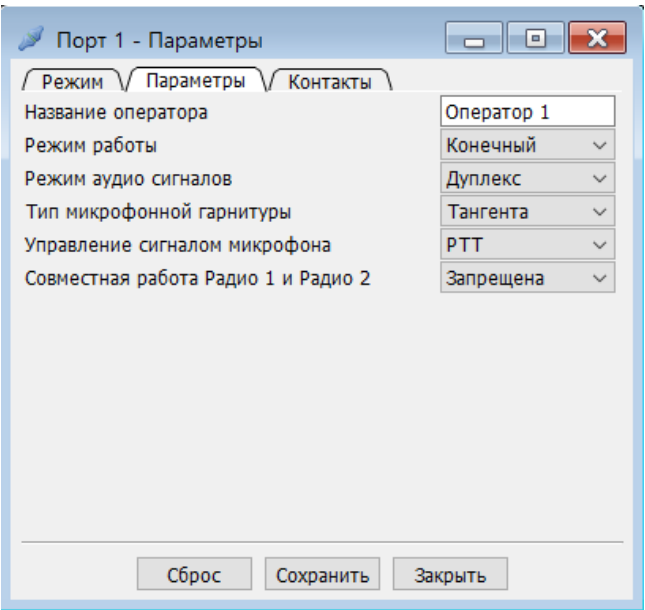 Порт 1 - Параметры
Режим Параметры Контакты
Название оператора Оператор 1
Режим работы Конечный
Режим аудио сигналов Дуплекс
Тип микрофонной гарнитуры Тангента
Управление сигналом микрофона PTT
Совместная работа Радио 1 и Радио 2 Запрещена
Сброс Сохранить Закрыть